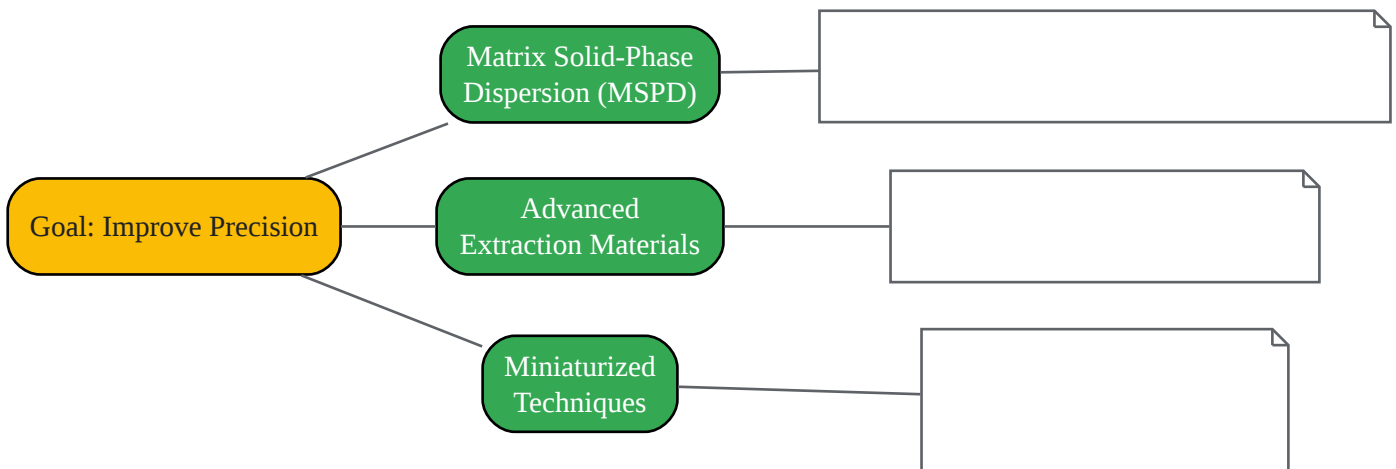 Matrix Solid-Phase
Dispersion (MSPD)
Goal: Improve Precision
Advanced
Extraction Materials
Miniaturized
Techniques